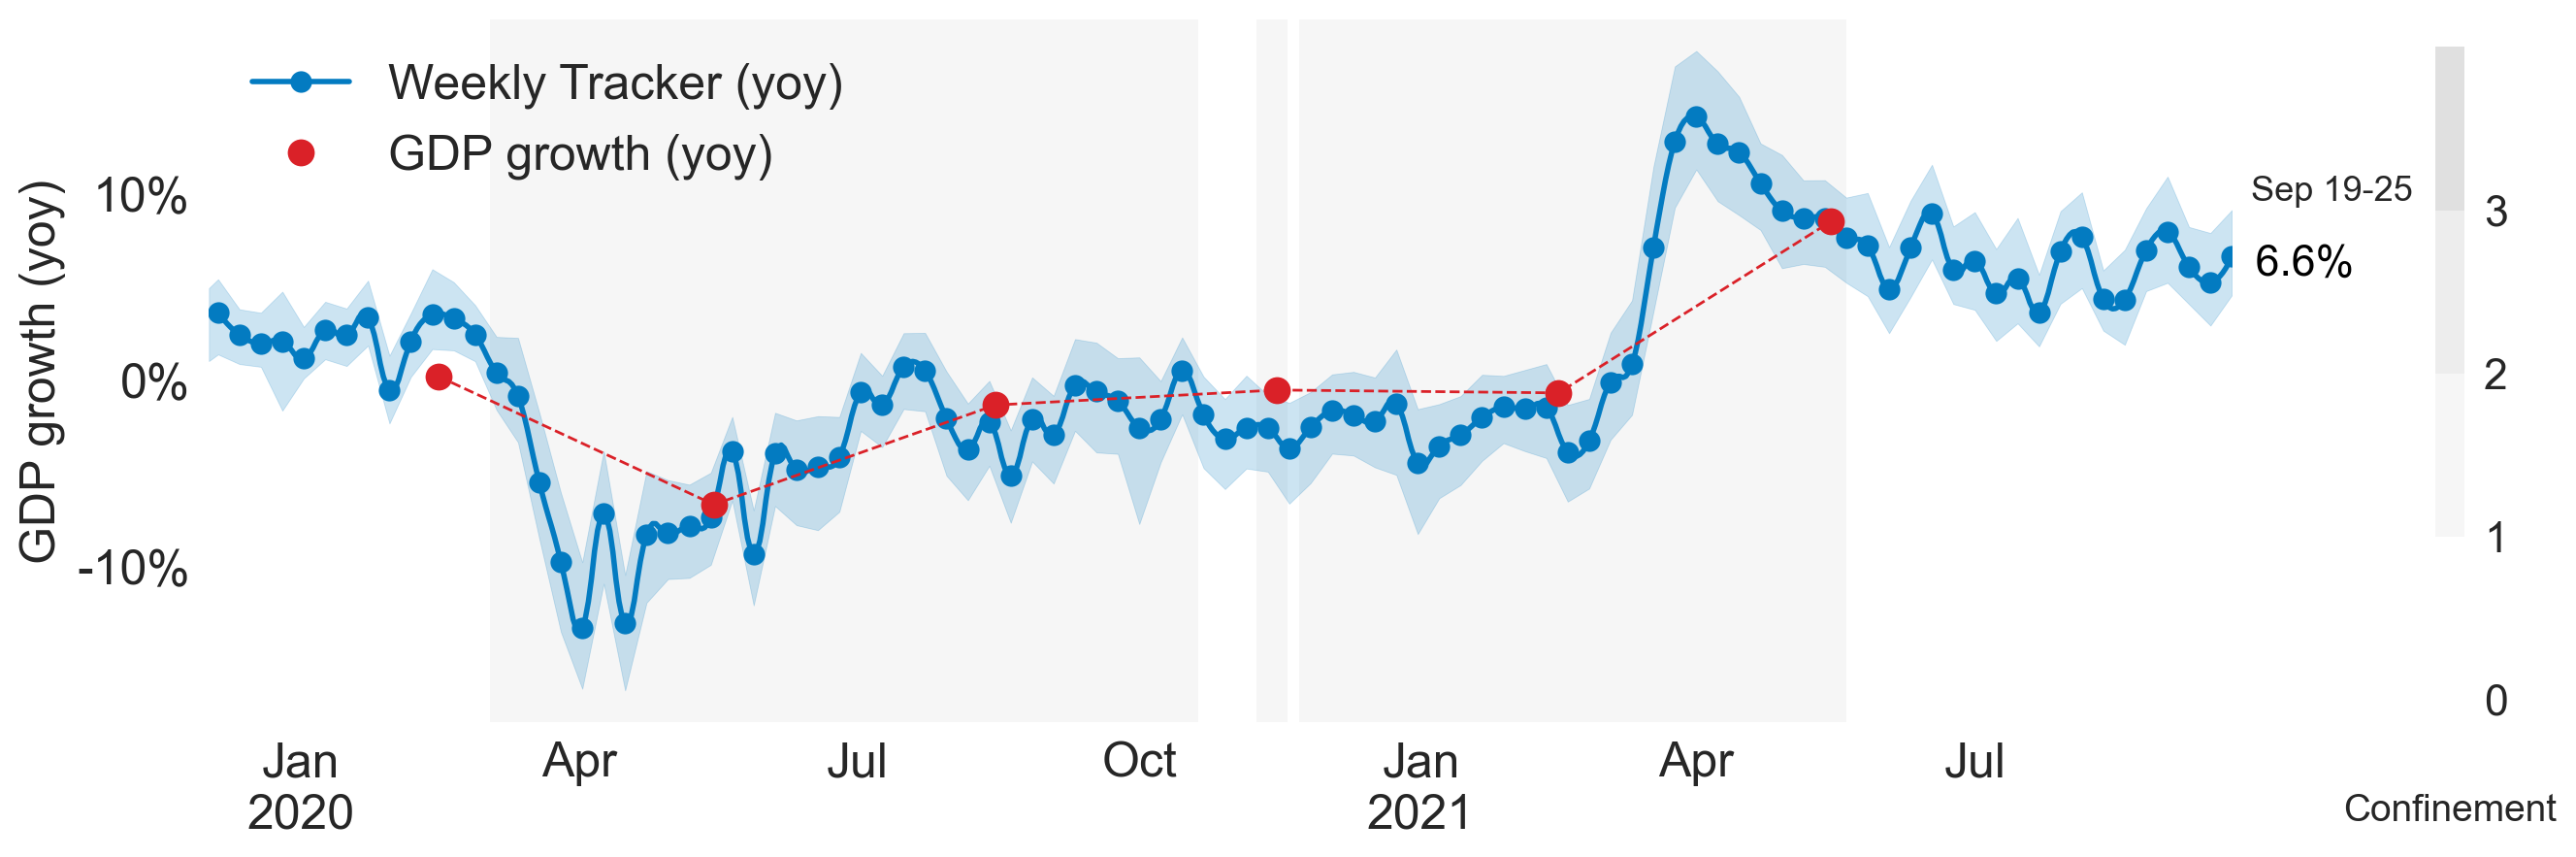 Weekly Tracker (yoy)
GDP growth (yoy)
GDP growth (yoy)
10%
0%
-10%
Sep 19-25
6.6%
3
2
1
0
Jan
2020
Apr
Jul
Oct
Jan
2021
Apr
Jul
Confinement